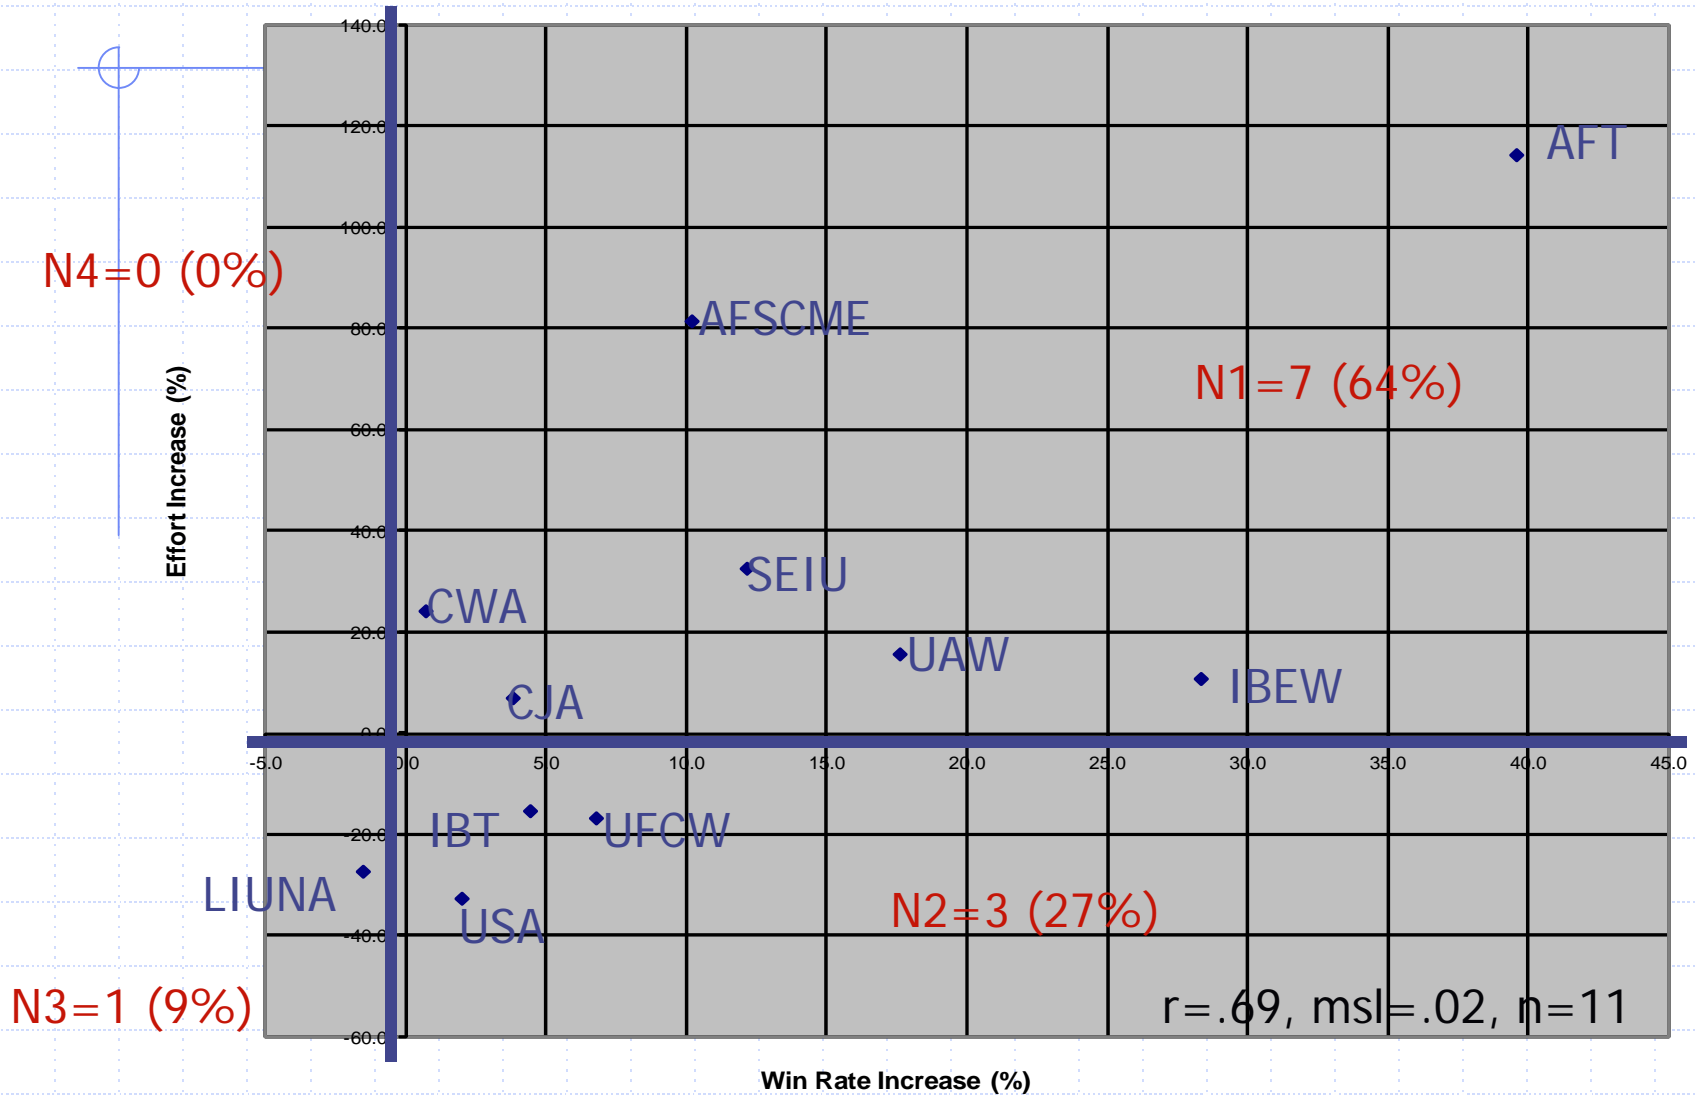 140.0
120.0
AFT
100.0
N4=0 (0%)
AFSCME
80.0
N1=7 (64%)
Effort Increase (%)
60.0
40.0
SEIU
CWA
20.0
UAW
IBEW
CJA
0.0
-5.0 0.0 5.0 10.0 15.0 20.0 25.0 30.0 35.0 40.0 45.0
IBT UFCW
-20.0
LIUNA
N2=3 (27%)
USA
-40.0
N3=1 (9%)
r=.69, msl=.02, n=11
-60.0
Win Rate Increase (%)